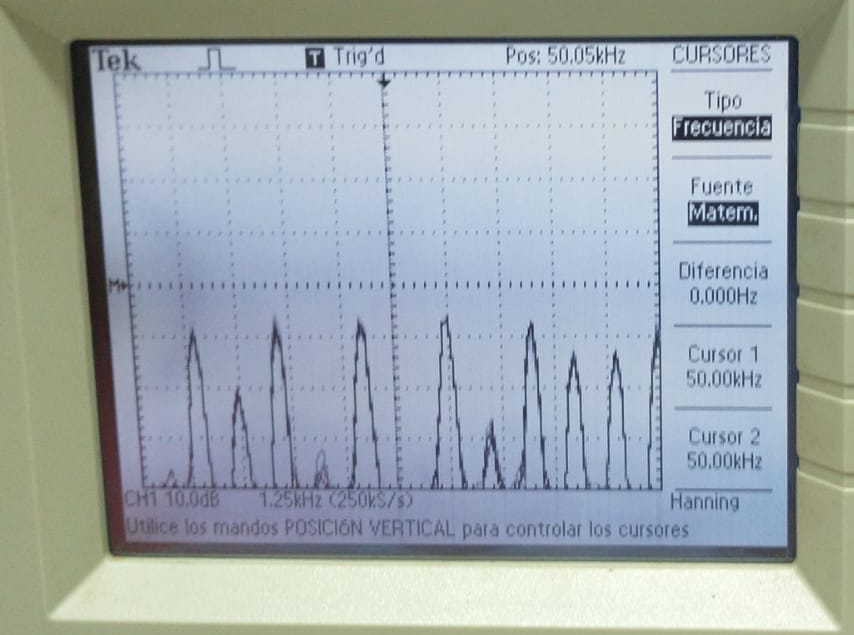 Tek T Trig'd Pos: 50.05kHz CURSORES
Tipo
Frecuencia
Fuente
Matem.
M
Diferencia
0.000Hz
Cursor 1
50.00kHz
Cursor 2
50.00kHz
CH1 10.0dB 1.25kHz (250kS/s) Hanning
Utilice los mandos POSICIÓN VERTICAL para controlar los cursores